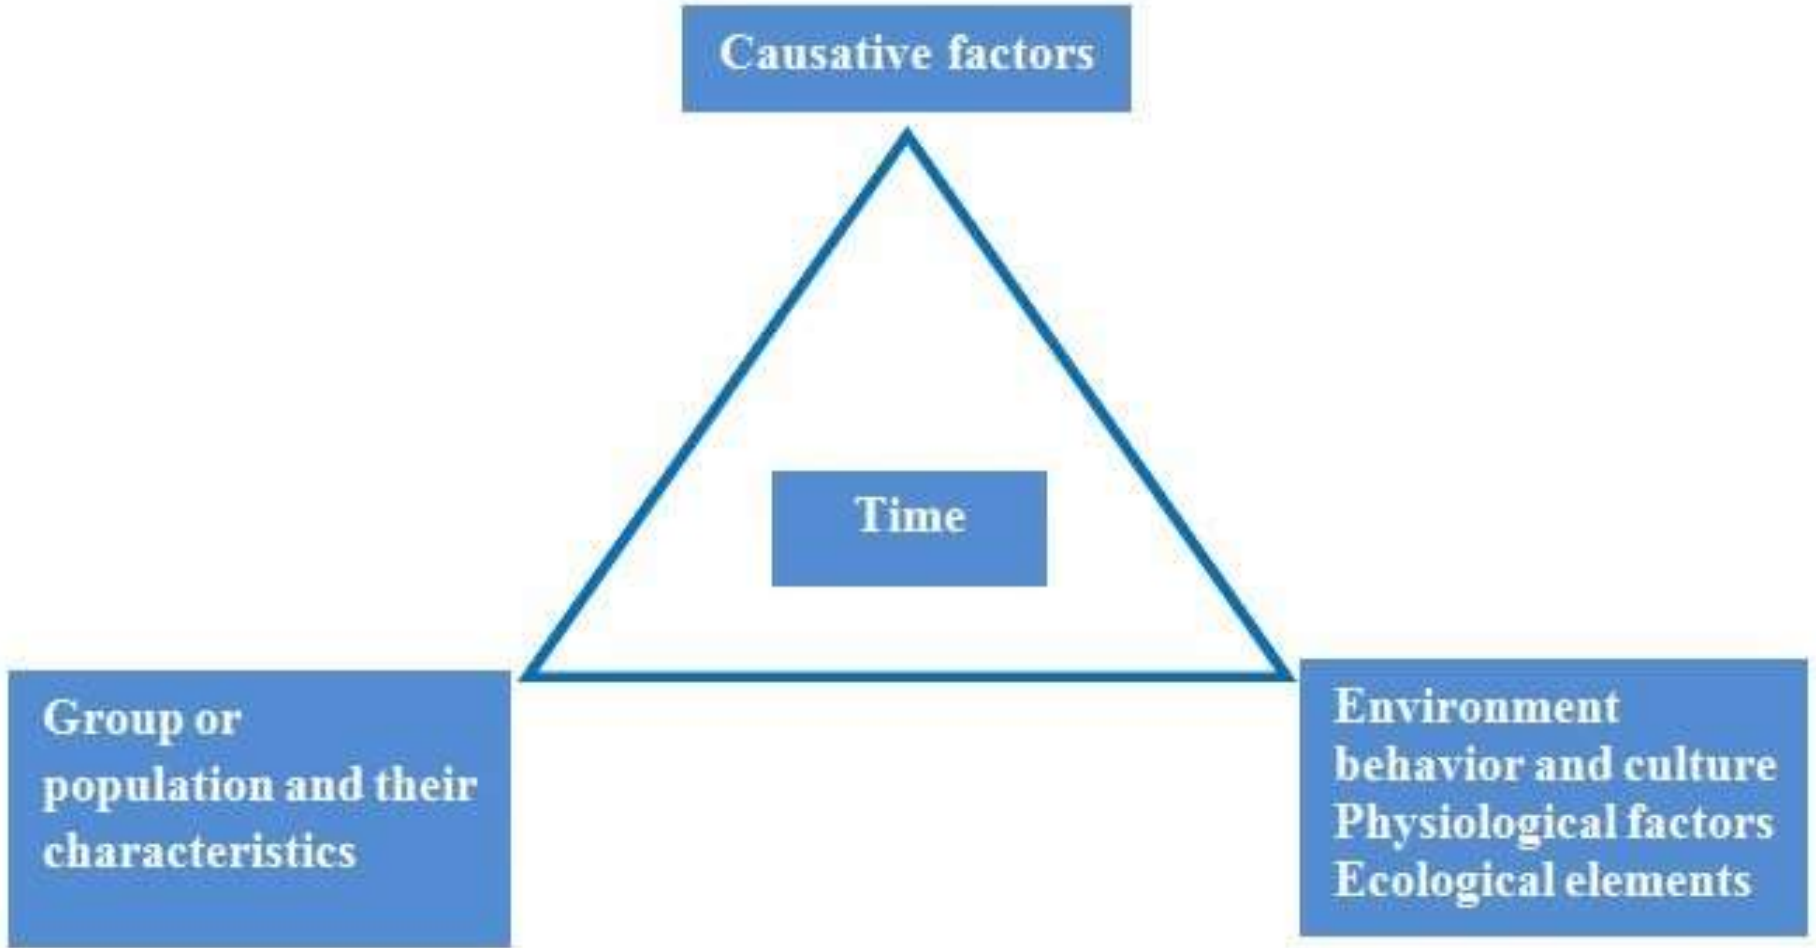 Causative factors
Time
Group or
population and their
characteristics
Environment
behavior and culture
Physiological factors
Ecological elements